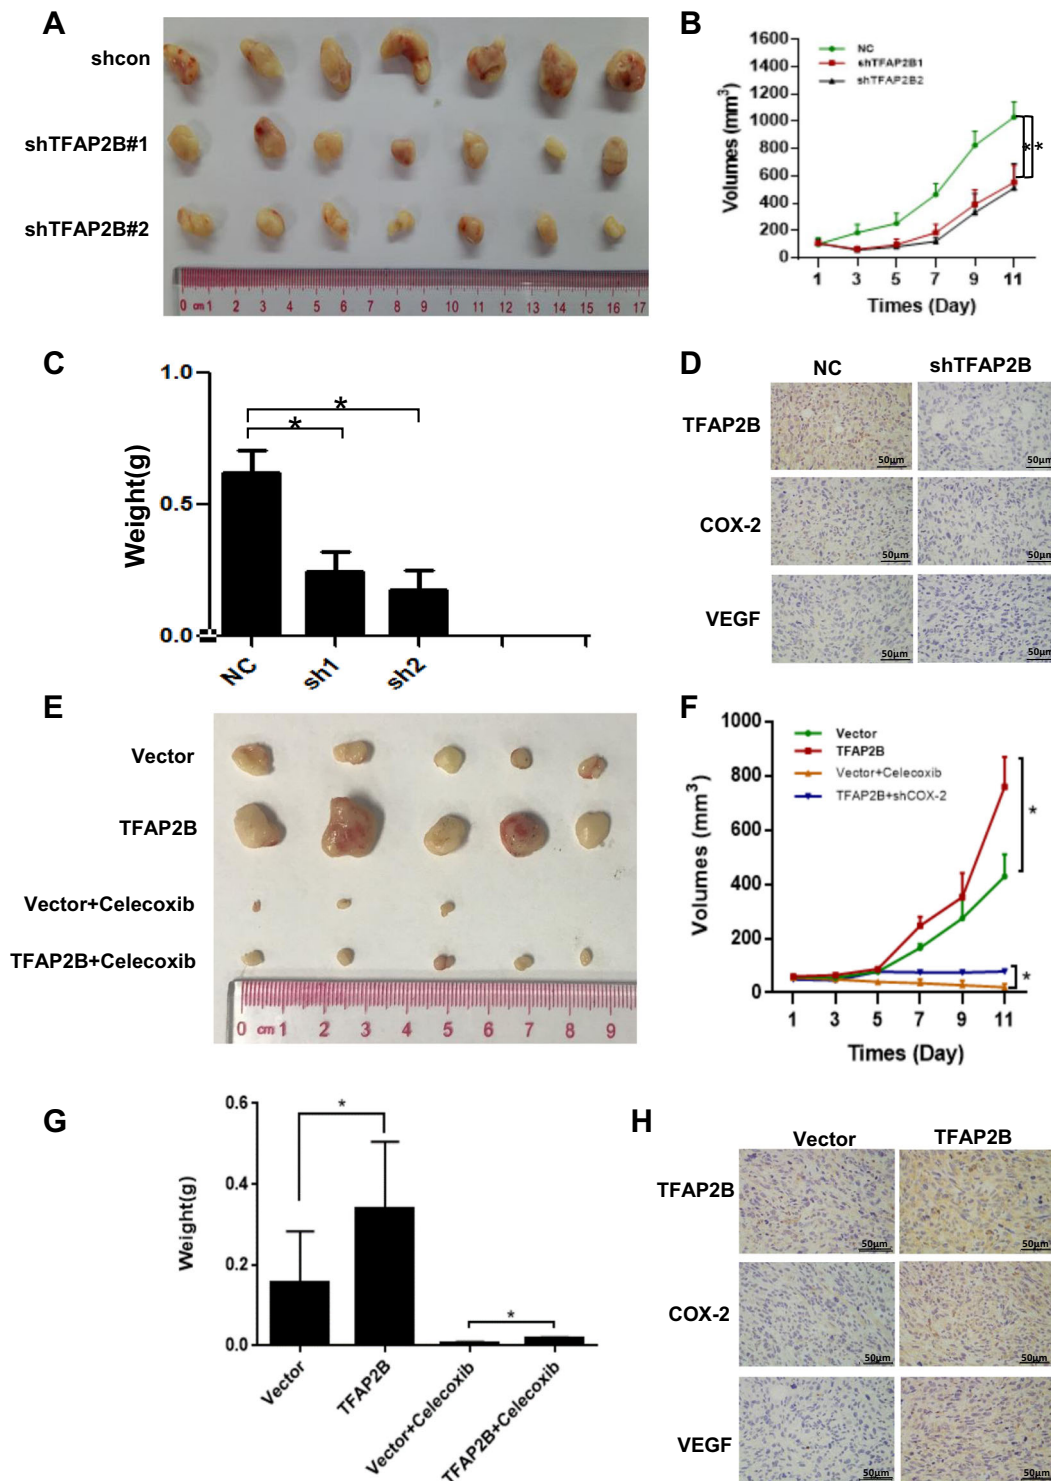 A
shcon
shTFAP2B#1
shTFAP2B#2
0 cm 1 2 3 4 5 6 7 8 9 10 11 12 13 14 15 16 17
B
1600
1400
1200
1000
800
600
400
200
0
Volumes (mm³)
NC
shTFAP2B1
shTFAP2B2
* *
1 3 5 7 9 11
Times (Day)
C
1.0
0.5
0.0
Weight(g)
*
*
NC sh1 sh2
D
NC shTFAP2B
TFAP2B
50μm 50μm
COX-2
50μm 50μm
VEGF
50μm 50μm
E
Vector
TFAP2B
Vector+Celecoxib
TFAP2B+Celecoxib
0 cm 1 2 3 4 5 6 7 8 9
F
1000
800
600
400
200
0
Volumes (mm³)
Vector
TFAP2B
Vector+Celecoxib
TFAP2B+shCOX-2
*
*
1 3 5 7 9 11
Times (Day)
G
0.6
0.4
0.2
0.0
Weight(g)
*
*
Vector
TFAP2B
Vector+Celecoxib
TFAP2B+Celecoxib
H
Vector TFAP2B
TFAP2B
50μm 50μm
COX-2
50μm 50μm
VEGF
50μm 50μm